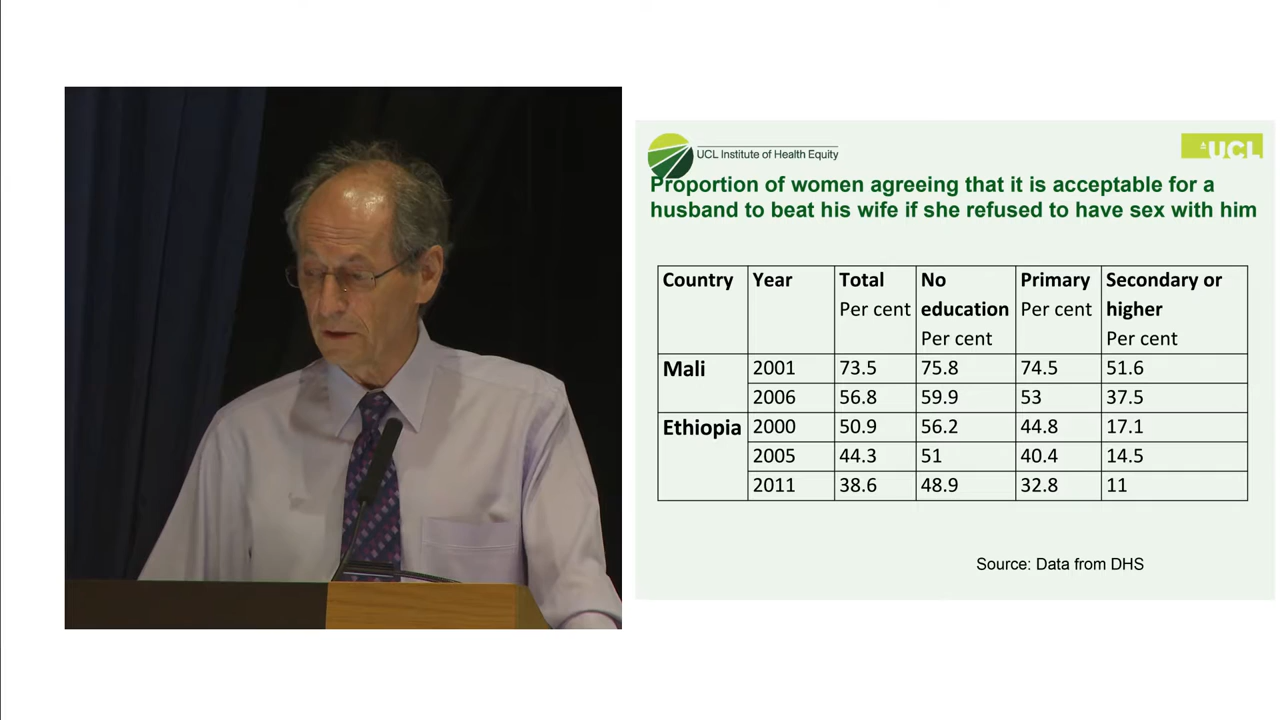 UCL Institute of Health Equity
UCL
Proportion of women agreeing that it is acceptable for a
husband to beat his wife if she refused to have sex with him
Country Year Total No Primary Secondary or
Per cent education Per cent higher
Per cent Per cent
Mali 2001 73.5 75.8 74.5 51.6
2006 56.8 59.9 53 37.5
Ethiopia 2000 50.9 56.2 44.8 17.1
2005 44.3 51 40.4 14.5
2011 38.6 48.9 32.8 11
Source: Data from DHS